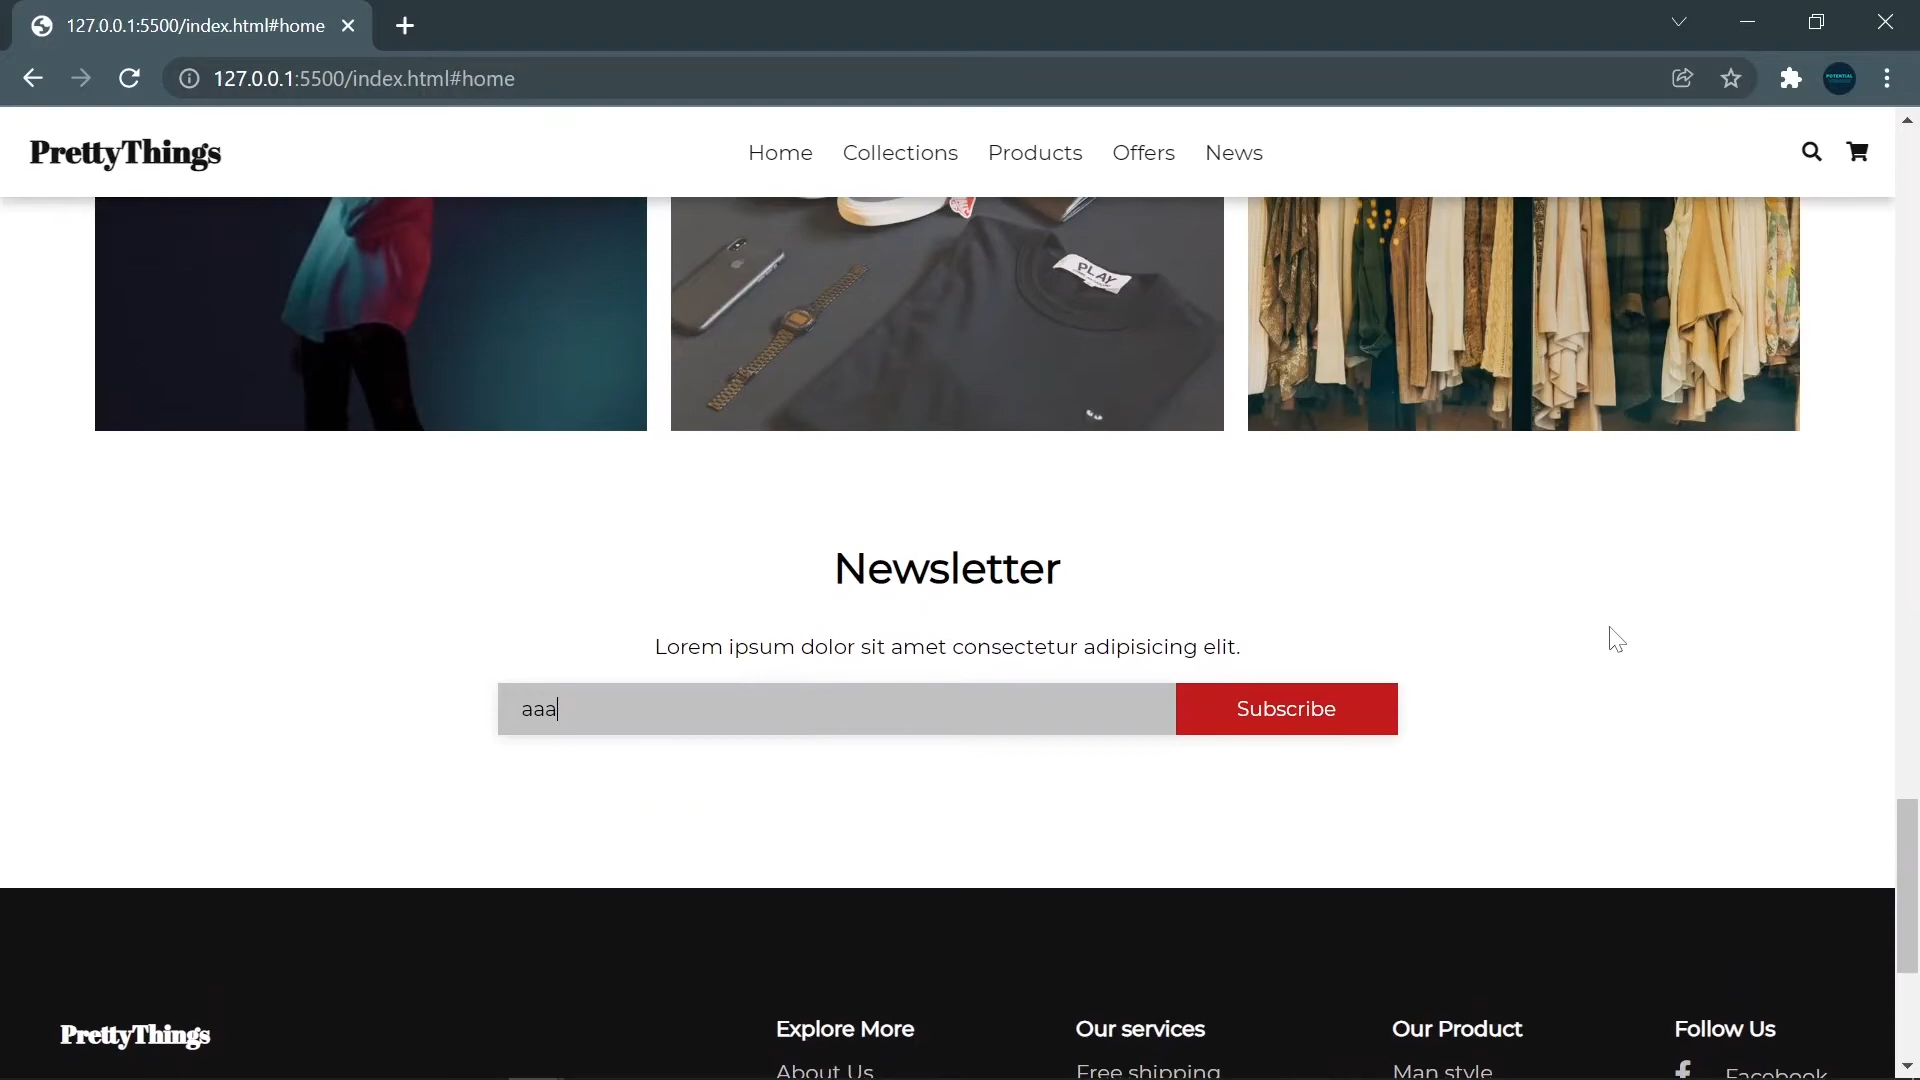 127.0.0.1:5500/index.html#home
127.0.0.1:5500/index.html#home
POTENTIAL
PrettyThings
Home Collections Products Offers News
PLAY
Newsletter
Lorem ipsum dolor sit amet consectetur adipisicing elit.
aaa
Subscribe
PrettyThings
Explore More
Our services
Our Product
Follow Us
About Us
Free shipping
Man style
Facebook